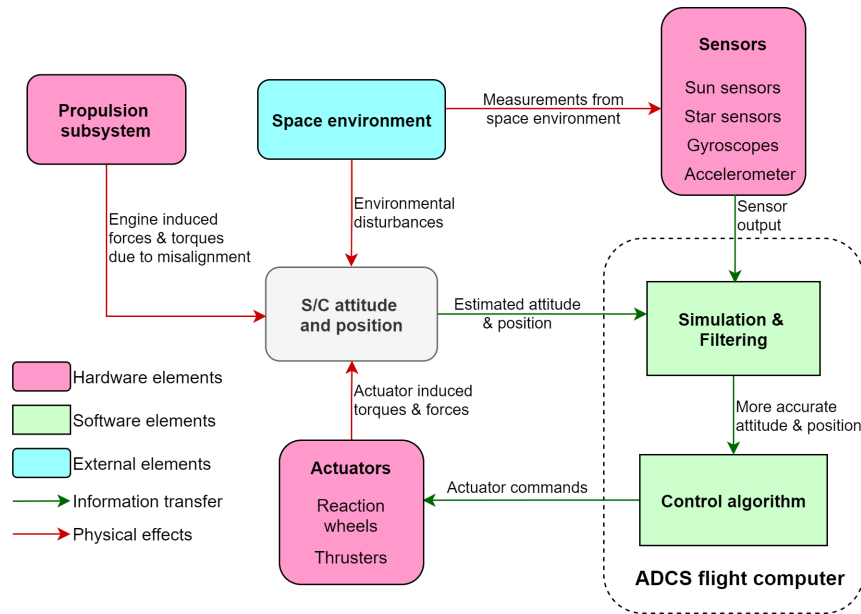 Sensors
Sun sensors
Star sensors
Gyroscopes
Accelerometer
Propulsion
subsystem
Space environment
Measurements from
space environment
Engine induced
forces & torques
due to misalignment
Environmental
disturbances
Sensor
output
S/C attitude
and position
Estimated attitude
& position
Simulation &
Filtering
Hardware elements
Software elements
External elements
Information transfer
Physical effects
Actuator induced
torques & forces
More accurate
attitude & position
Actuators
Reaction
wheels
Thrusters
Actuator commands
Control algorithm
ADCS flight computer